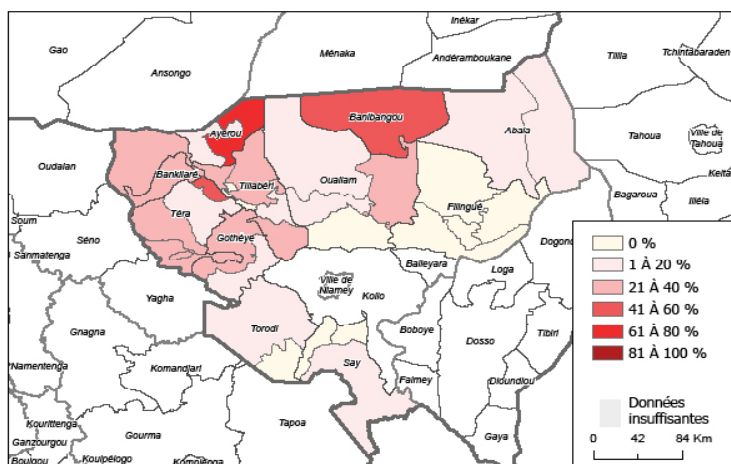 Inékar
Gao
Ménaka
Andéramboukane
Tillia
Tchintabaraden
Ansongo
Banibangou
Ayerou
Abala
Tahoua
Ville de
Tahoua
Oudalan
Bankilaré
Tillabéri
Ouallam
Keita
Bagaroua
Illéla
Téra
Filingué
Soum
Séno
Gothèye
Sanmatenga
Dogond
Balleyara
Loga
Ville de
Niamey
Kollo
Yagha
Gnagna
Torodi
Boboye
Dosso
Tibiri
Say
Namentenga
Komandjari
Falmey
Dioundiou
Kourittenga
Gourma
Tapoa
Ganzourgou
Gaya
Boulgou
Koulpélogo
Kompienga
0 %
1 À 20 %
21 À 40 %
41 À 60 %
61 À 80 %
81 À 100 %
Données
insuffisantes
0 42 84 Km